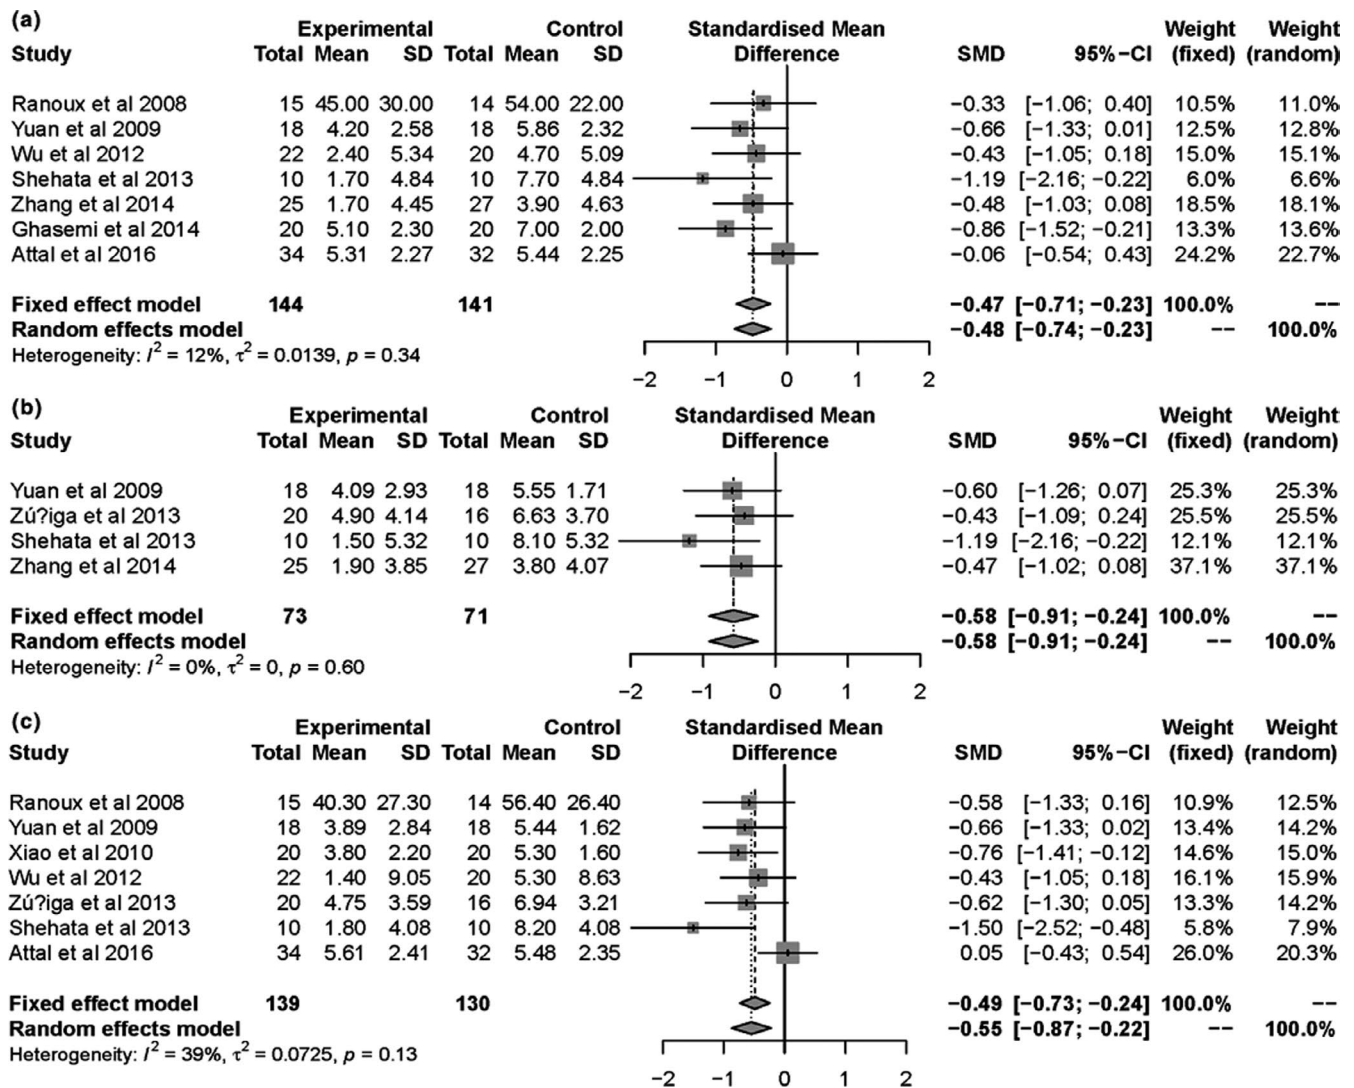 (a)
Experimental Control Standardised Mean Weight Weight
Study Total Mean SD Total Mean SD Difference SMD 95%−CI (fixed) (random)
Ranoux et al 2008 15 45.00 30.00 14 54.00 22.00 −0.33 [−1.06; 0.40] 10.5% 11.0%
Yuan et al 2009 18 4.20 2.58 18 5.86 2.32 −0.66 [−1.33; 0.01] 12.5% 12.8%
Wu et al 2012 22 2.40 5.34 20 4.70 5.09 −0.43 [−1.05; 0.18] 15.0% 15.1%
Shehata et al 2013 10 1.70 4.84 10 7.70 4.84 −1.19 [−2.16; −0.22] 6.0% 6.6%
Zhang et al 2014 25 1.70 4.45 27 3.90 4.63 −0.48 [−1.03; 0.08] 18.5% 18.1%
Ghasemi et al 2014 20 5.10 2.30 20 7.00 2.00 −0.86 [−1.52; −0.21] 13.3% 13.6%
Attal et al 2016 34 5.31 2.27 32 5.44 2.25 −0.06 [−0.54; 0.43] 24.2% 22.7%
Fixed effect model 144 141 −0.47 [−0.71; −0.23] 100.0% −−
Random effects model −0.48 [−0.74; −0.23] −− 100.0%
Heterogeneity: I² = 12%, τ² = 0.0139, p = 0.34
−2 −1 0 1 2
(b)
Experimental Control Standardised Mean Weight Weight
Study Total Mean SD Total Mean SD Difference SMD 95%−CI (fixed) (random)
Yuan et al 2009 18 4.09 2.93 18 5.55 1.71 −0.60 [−1.26; 0.07] 25.3% 25.3%
Zú?iga et al 2013 20 4.90 4.14 16 6.63 3.70 −0.43 [−1.09; 0.24] 25.5% 25.5%
Shehata et al 2013 10 1.50 5.32 10 8.10 5.32 −1.19 [−2.16; −0.22] 12.1% 12.1%
Zhang et al 2014 25 1.90 3.85 27 3.80 4.07 −0.47 [−1.02; 0.08] 37.1% 37.1%
Fixed effect model 73 71 −0.58 [−0.91; −0.24] 100.0% −−
Random effects model −0.58 [−0.91; −0.24] −− 100.0%
Heterogeneity: I² = 0%, τ² = 0, p = 0.60
−2 −1 0 1 2
(c)
Experimental Control Standardised Mean Weight Weight
Study Total Mean SD Total Mean SD Difference SMD 95%−CI (fixed) (random)
Ranoux et al 2008 15 40.30 27.30 14 56.40 26.40 −0.58 [−1.33; 0.16] 10.9% 12.5%
Yuan et al 2009 18 3.89 2.84 18 5.44 1.62 −0.66 [−1.33; 0.02] 13.4% 14.2%
Xiao et al 2010 20 3.80 2.20 20 5.30 1.60 −0.76 [−1.41; −0.12] 14.6% 15.0%
Wu et al 2012 22 1.40 9.05 20 5.30 8.63 −0.43 [−1.05; 0.18] 16.1% 15.9%
Zú?iga et al 2013 20 4.75 3.59 16 6.94 3.21 −0.62 [−1.30; 0.05] 13.3% 14.2%
Shehata et al 2013 10 1.80 4.08 10 8.20 4.08 −1.50 [−2.52; −0.48] 5.8% 7.9%
Attal et al 2016 34 5.61 2.41 32 5.48 2.35 0.05 [−0.43; 0.54] 26.0% 20.3%
Fixed effect model 139 130 −0.49 [−0.73; −0.24] 100.0% −−
Random effects model −0.55 [−0.87; −0.22] −− 100.0%
Heterogeneity: I² = 39%, τ² = 0.0725, p = 0.13
−2 −1 0 1 2